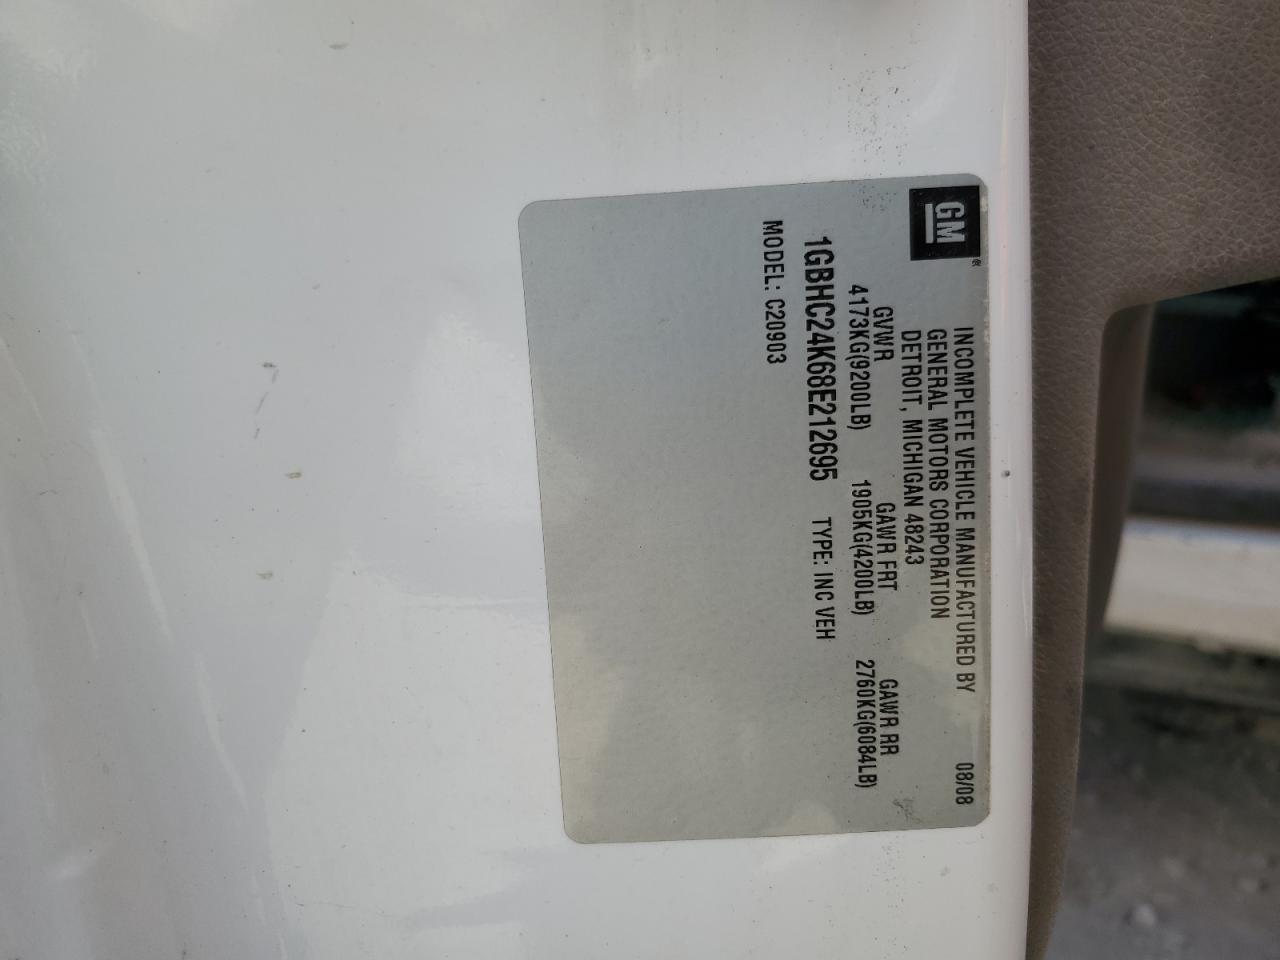 GM
INCOMPLETE VEHICLE MANUFACTURED BY 08/08
GENERAL MOTORS CORPORATION
DETROIT, MICHIGAN 48243
GVWR GAWR FRT GAWR RR
4173KG(9200LB) 1905KG(4200LB) 2760KG(6084LB)
1GBHC24K68E212695 TYPE: INC VEH
MODEL: C20903